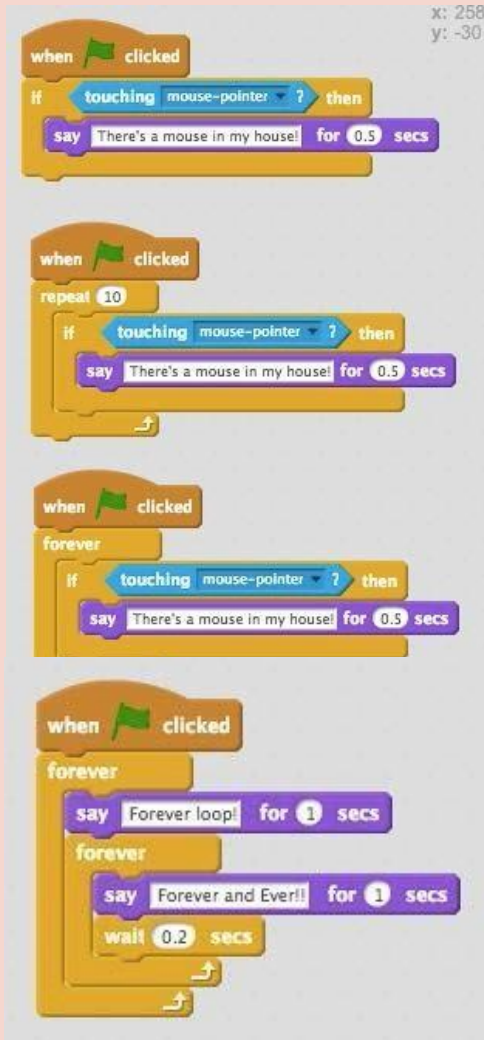 x: 258
y: -30
when clicked
if touching mouse-pointer ? then
say There's a mouse in my house! for 0.5 secs
when clicked
repeat 10
if touching mouse-pointer ? then
say There's a mouse in my house! for 0.5 secs
when clicked
forever
if touching mouse-pointer ? then
say There's a mouse in my house! for 0.5 secs
when clicked
forever
say Forever loop! for 1 secs
forever
say Forever and Ever!! for 1 secs
wait 0.2 secs